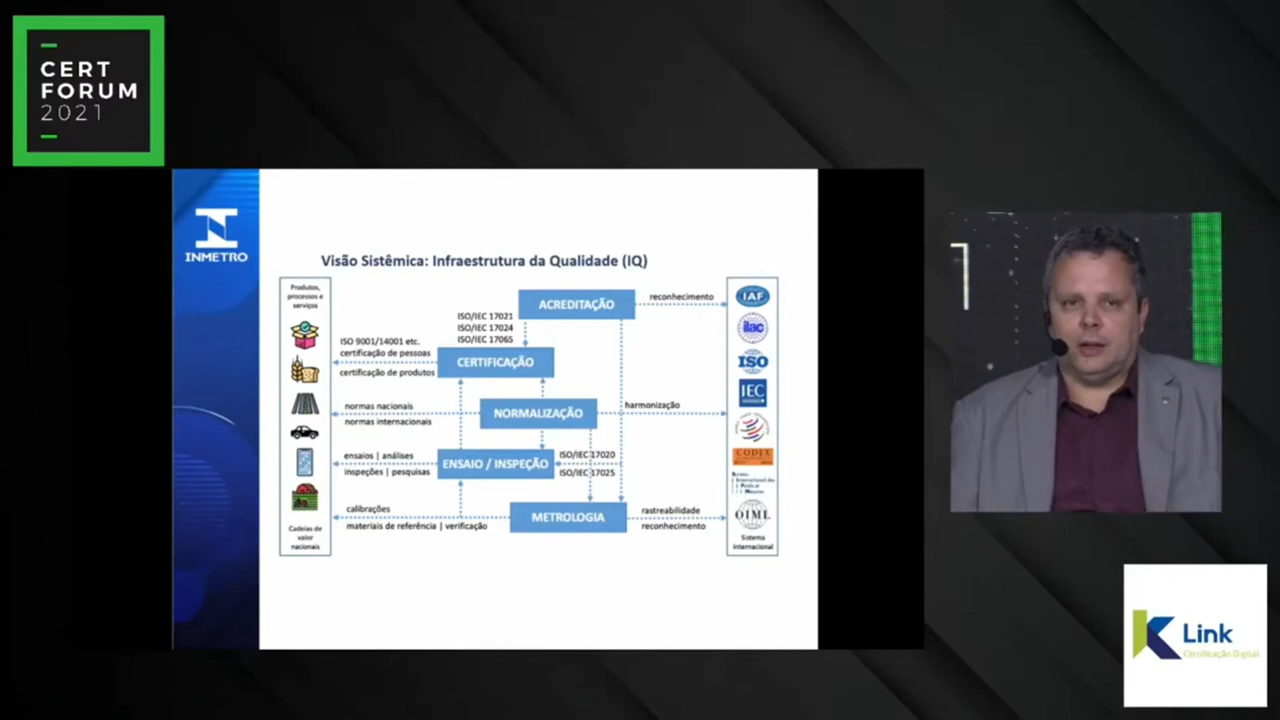 CERT
FORUM
2021
INMETRO
Visão Sistêmica: Infraestrutura da Qualidade (IQ)
Produtos,
processos e
serviços
ACREDITAÇÃO
reconhecimento
IAF
ISO/IEC 17021
ISO/IEC 17024
ISO/IEC 17065
ilac
ISO 9001/14001 etc.
certificação de pessoas
certificação de produtos
CERTIFICAÇÃO
ISO
IEC
normas nacionais
normas internacionais
NORMALIZAÇÃO
harmonização
ensaios | análises
inspeções | pesquisas
ENSAIO / INSPEÇÃO
ISO/IEC 17020
ISO/IEC 17025
CODEX
calibrações
materiais de referência | verificação
METROLOGIA
rastreabilidade
reconhecimento
OIML
Cadeias de
valor
nacionais
Sistema
internacional
K Link
Certificação Digital